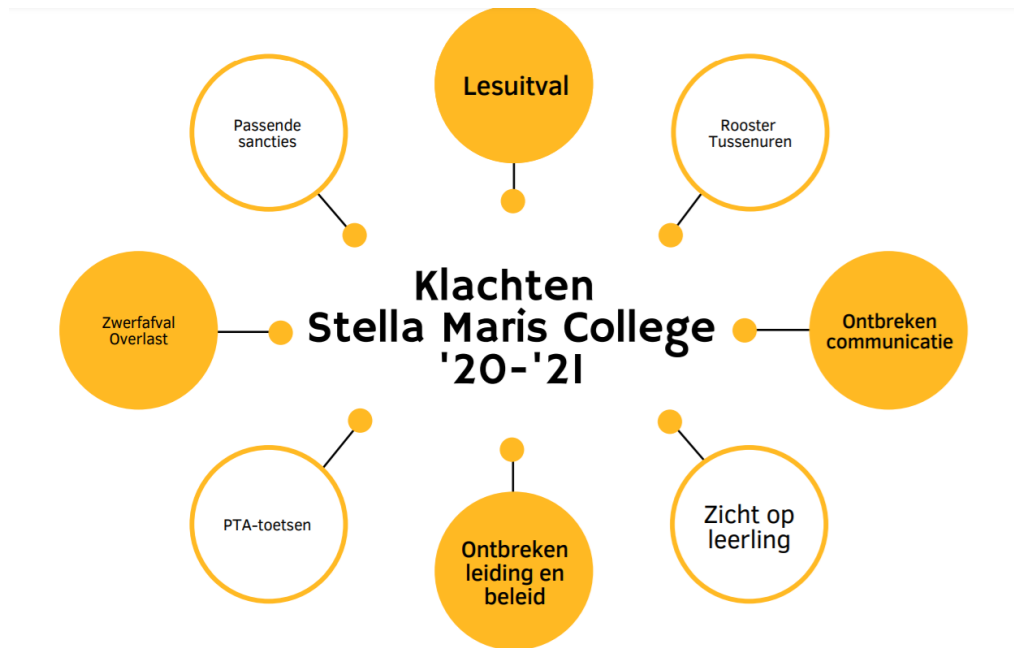 Lesuitval
Passende
sancties
Rooster
Tussenuren
Klachten
Stella Maris College
'20-'21
Zwerfafval
Overlast
Ontbreken
communicatie
PTA-toetsen
Ontbreken
leiding en
beleid
Zicht op
leerling